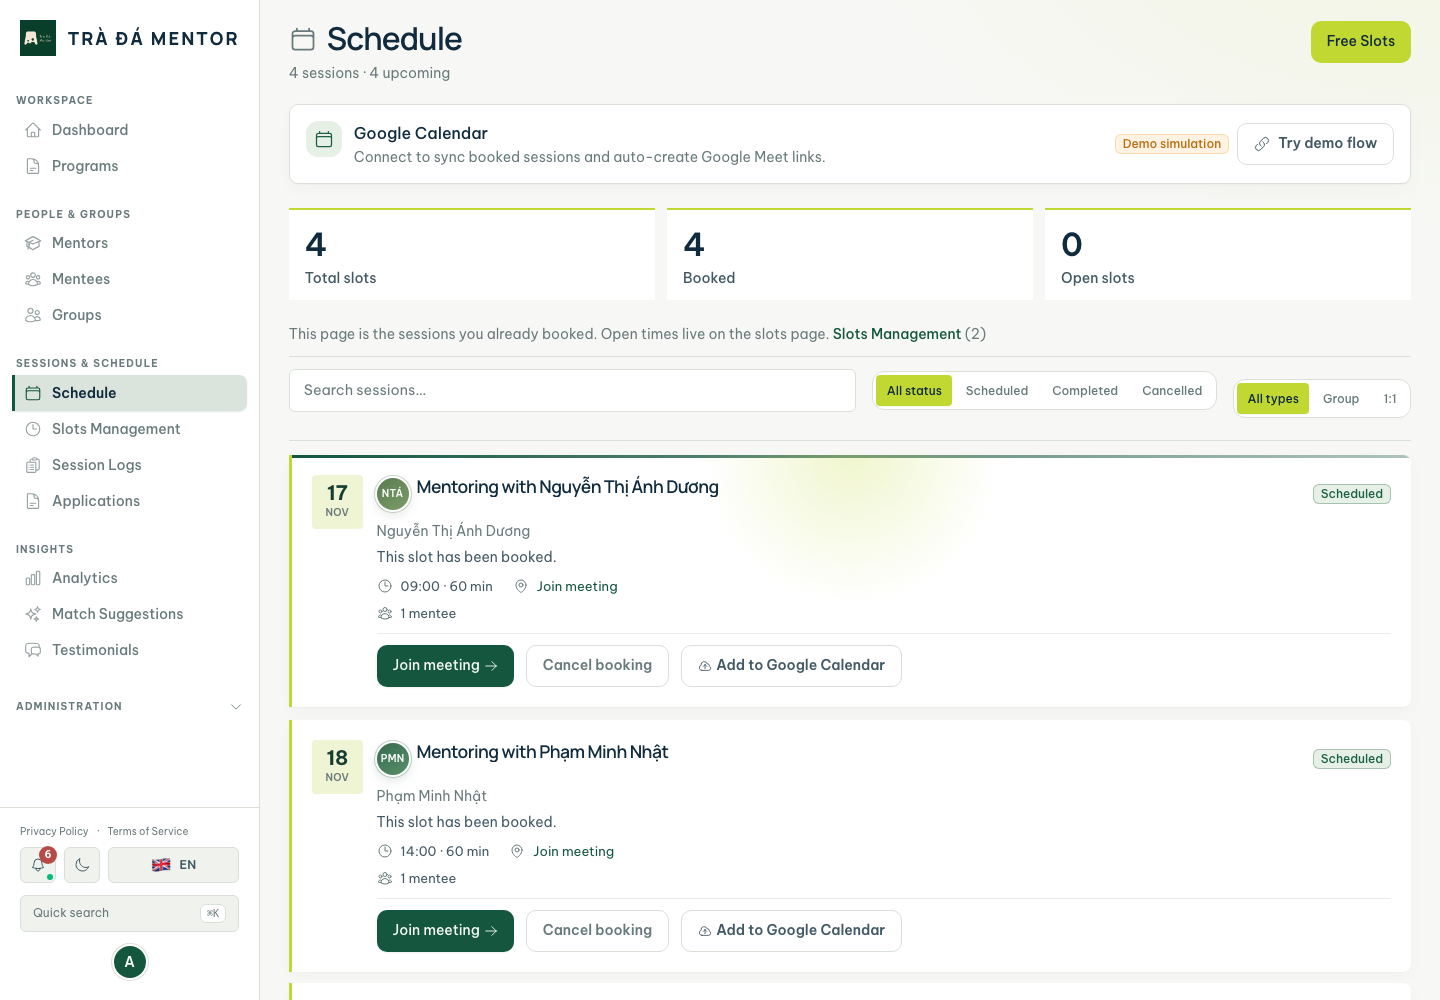 TRÀ ĐÁ MENTOR
WORKSPACE
Dashboard
Programs
PEOPLE & GROUPS
Mentors
Mentees
Groups
SESSIONS & SCHEDULE
Schedule
Slots Management
Session Logs
Applications
INSIGHTS
Analytics
Match Suggestions
Testimonials
ADMINISTRATION
Privacy Policy · Terms of Service
6
EN
Quick search ⌘K
A
Schedule
4 sessions · 4 upcoming
Free Slots
Google Calendar
Connect to sync booked sessions and auto-create Google Meet links.
Demo simulation
Try demo flow
4
Total slots
4
Booked
0
Open slots
This page is the sessions you already booked. Open times live on the slots page. Slots Management (2)
Search sessions...
All status Scheduled Completed Cancelled
All types Group 1:1
17
NOV
NTÁ
Mentoring with Nguyễn Thị Ánh Dương
Scheduled
Nguyễn Thị Ánh Dương
This slot has been booked.
09:00 · 60 min Join meeting
1 mentee
Join meeting → Cancel booking Add to Google Calendar
18
NOV
PMN
Mentoring with Phạm Minh Nhật
Scheduled
Phạm Minh Nhật
This slot has been booked.
14:00 · 60 min Join meeting
1 mentee
Join meeting → Cancel booking Add to Google Calendar